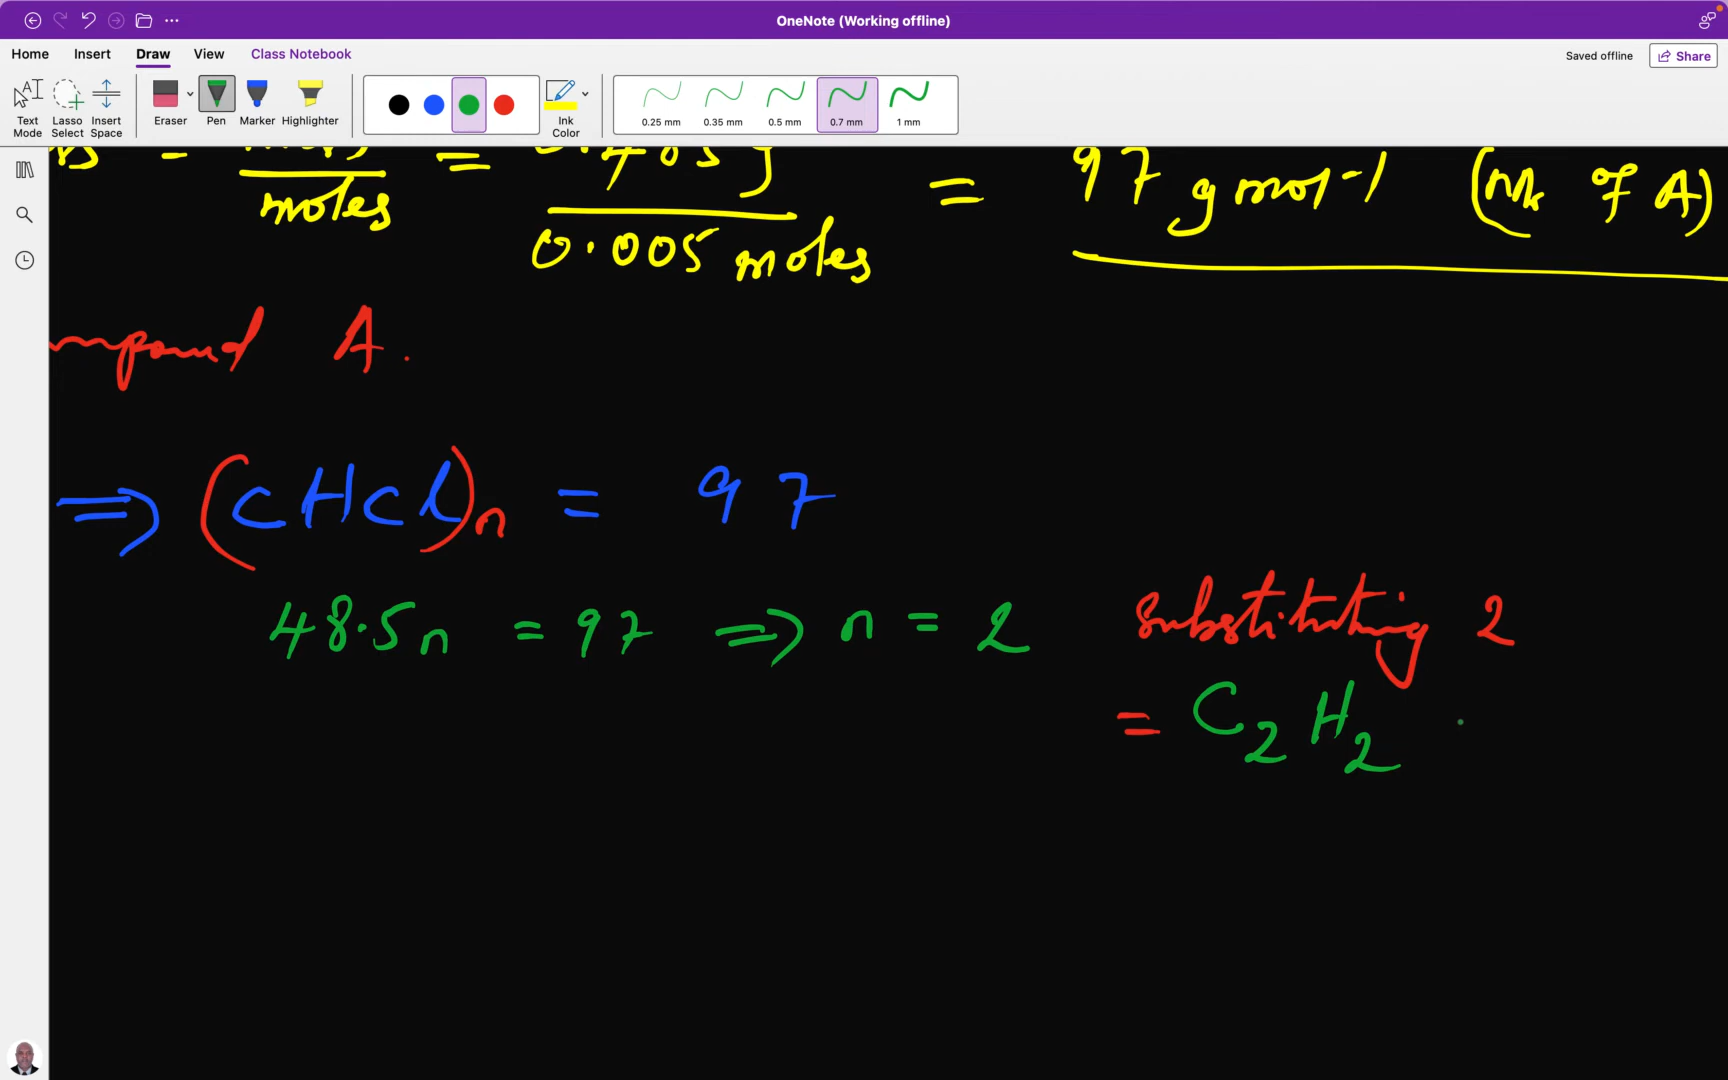 OneNote (Working offline)
Home Insert Draw View Class Notebook
Saved offline Share
Text Mode Lasso Select Insert Space Eraser Pen Marker Highlighter Ink Color 0.25 mm 0.35 mm 0.5 mm 0.7 mm 1 mm
= moles = 0.005 moles = 97 g mol-1 ( of A)
A.
⇒ (CHCl)n = 97
48.5n = 97 ⇒ n = 2 substituting 2
= C2H2